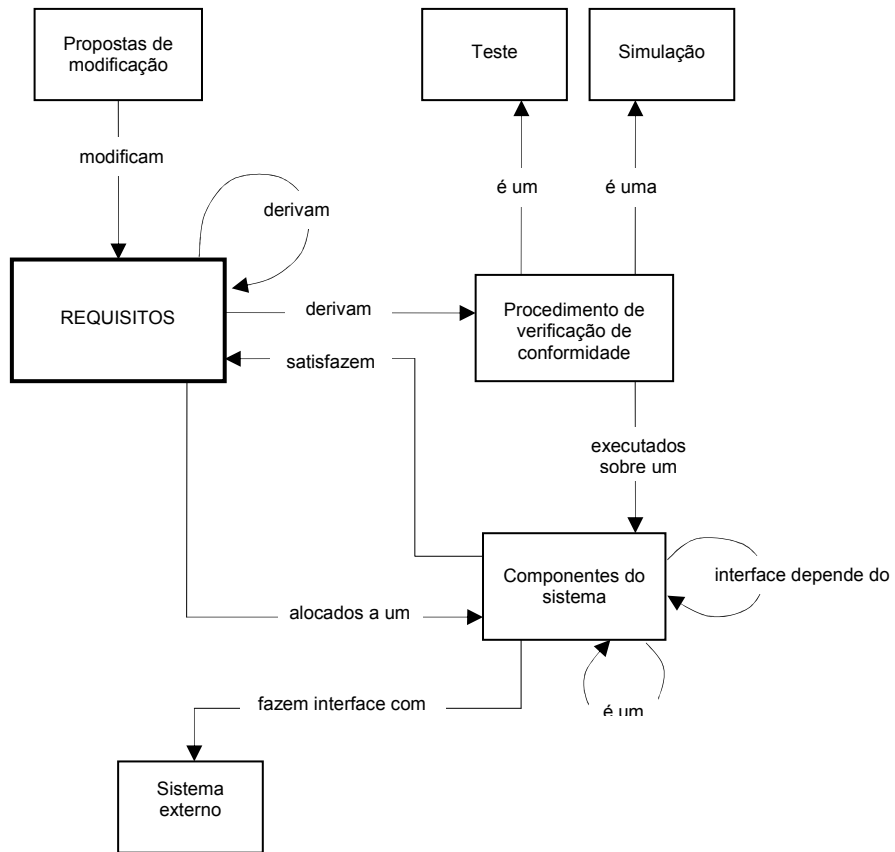 Propostas de
modificação
Teste
Simulação
modificam
é um
é uma
derivam
REQUISITOS
derivam
Procedimento de
verificação de
conformidade
satisfazem
executados
sobre um
Componentes do
sistema
interface depende do
alocados a um
fazem interface com
é um
Sistema
externo